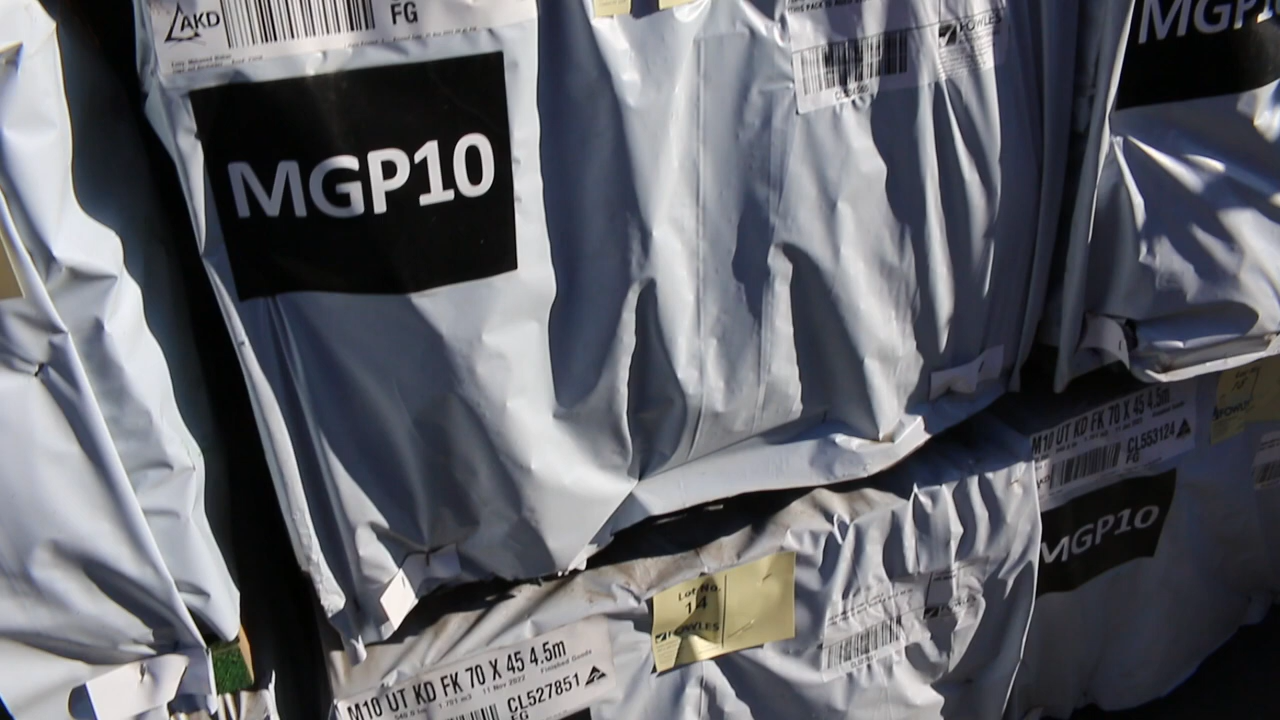 AKD
FG
MGP10
FOWLES
MGP10
M10 UT KD FK 70 X 45 4.5m
CL553124
FG
AKD
MGP10
FOWLES
Lot No.
14
FOWLES
M10 UT KD FK 70 X 45 4.5m
Finished Goods
11 Nov 2022
CL527851
FG